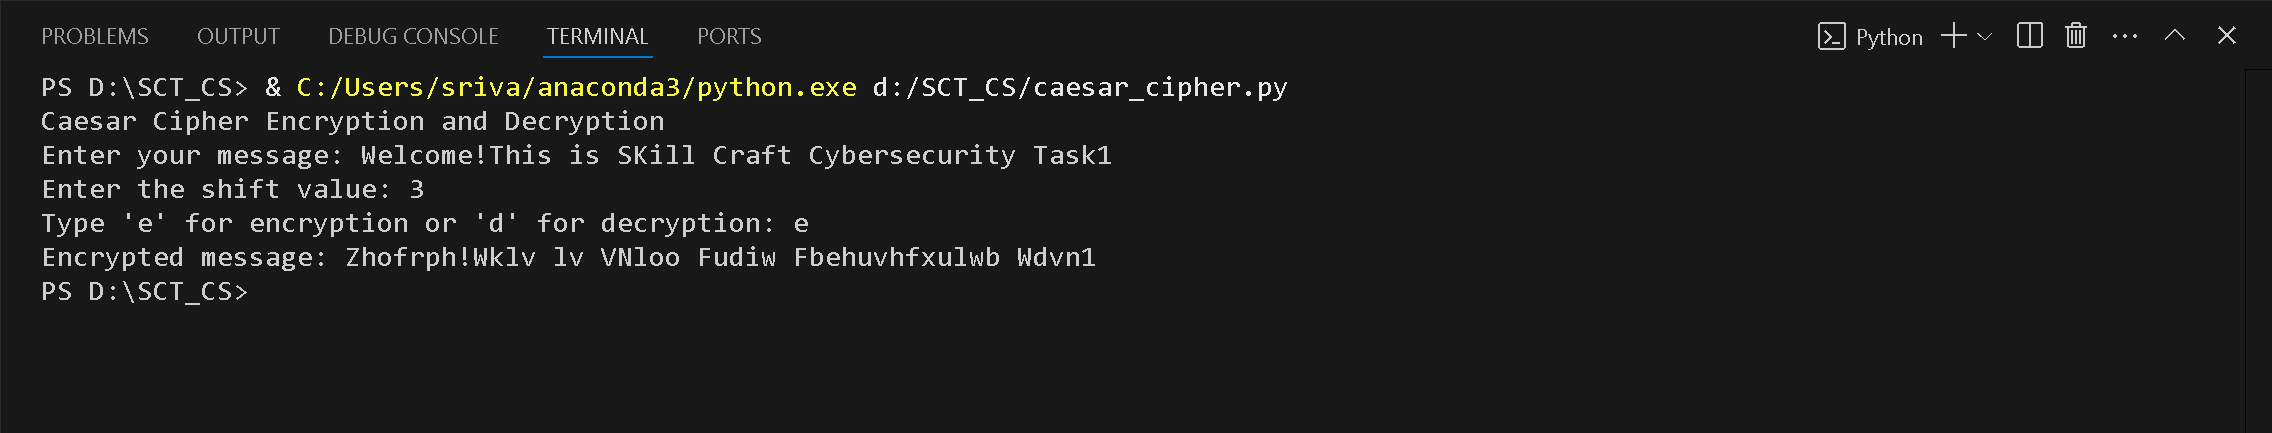 PROBLEMS OUTPUT DEBUG CONSOLE TERMINAL PORTS Python
PS D:\SCT_CS> & C:/Users/sriva/anaconda3/python.exe d:/SCT_CS/caesar_cipher.py
Caesar Cipher Encryption and Decryption
Enter your message: Welcome!This is SKill Craft Cybersecurity Task1
Enter the shift value: 3
Type 'e' for encryption or 'd' for decryption: e
Encrypted message: Zhofrph!Wklv lv VNloo Fudiw Fbehuvhfxulwb Wdvn1
PS D:\SCT_CS>